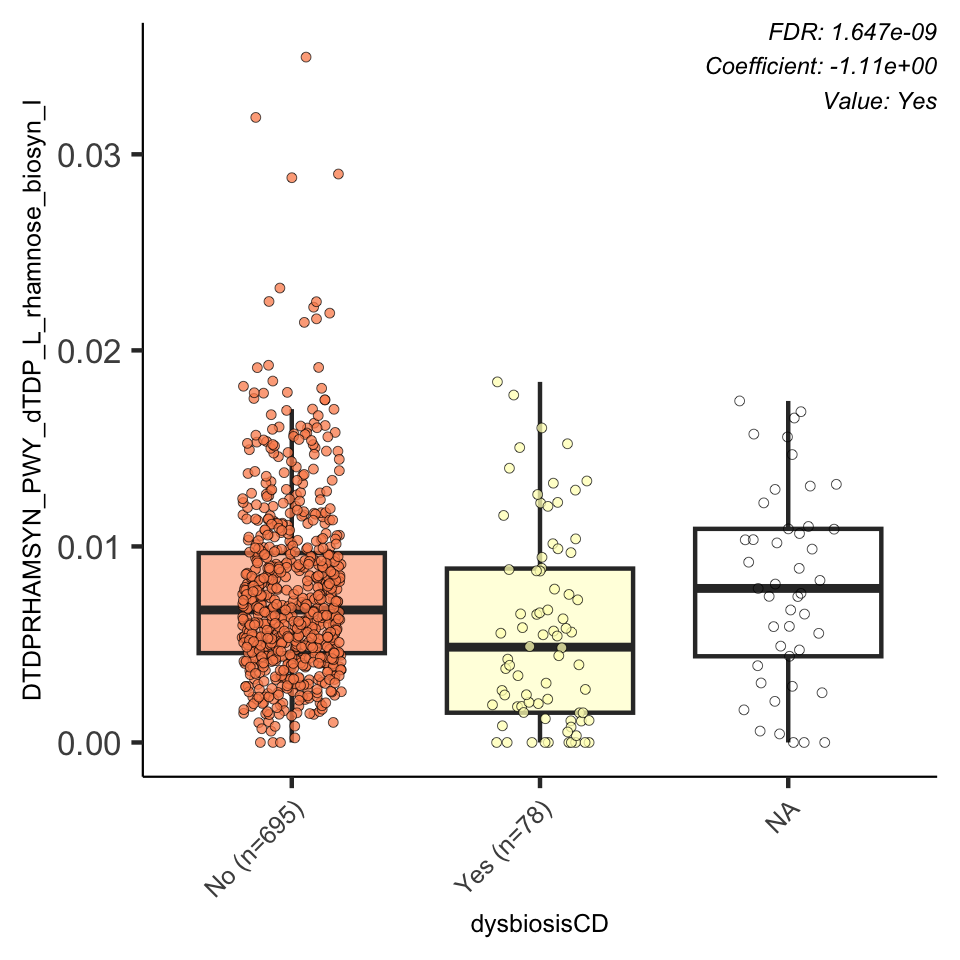 FDR: 1.647e-09
Coefficient: -1.11e+00
Value: Yes
DTDPRHAMSYN_PWY_dTDP_L_rhamnose_biosyn_I
0.03
0.02
0.01
0.00
No (n=695)
Yes (n=78)
NA
dysbiosisCD